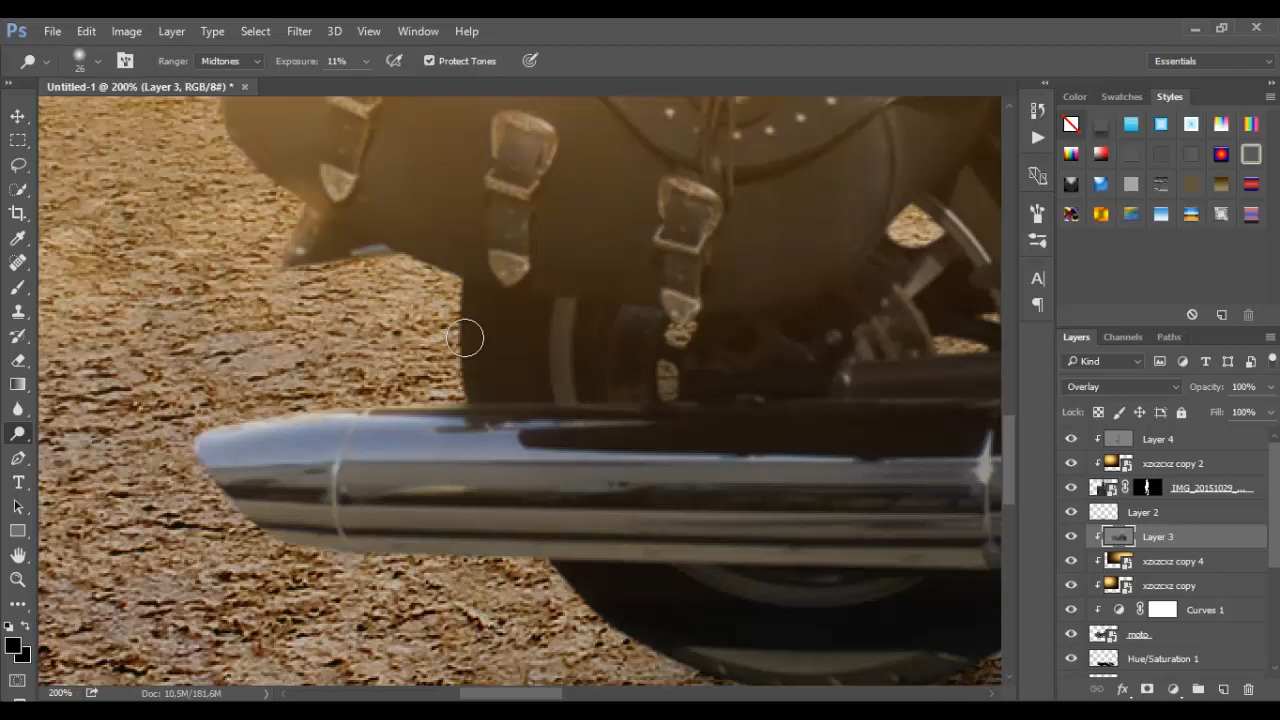 Ps File Edit Image Layer Type Select Filter 3D View Window Help
26 Range: Midtones Exposure: 11% Protect Tones Essentials
Untitled-1 @ 200% (Layer 3, RGB/8#) * ×
Color Swatches Styles
Layers Channels Paths
Kind
Overlay Opacity: 100%
Lock: Fill: 100%
Layer 4
xzxzcxz copy 2
IMG_20151029_...
Layer 2
Layer 3
xzxzcxz copy 4
xzxzcxz copy
Curves 1
moto
Hue/Saturation 1
200% Doc: 10,5M/181,6M